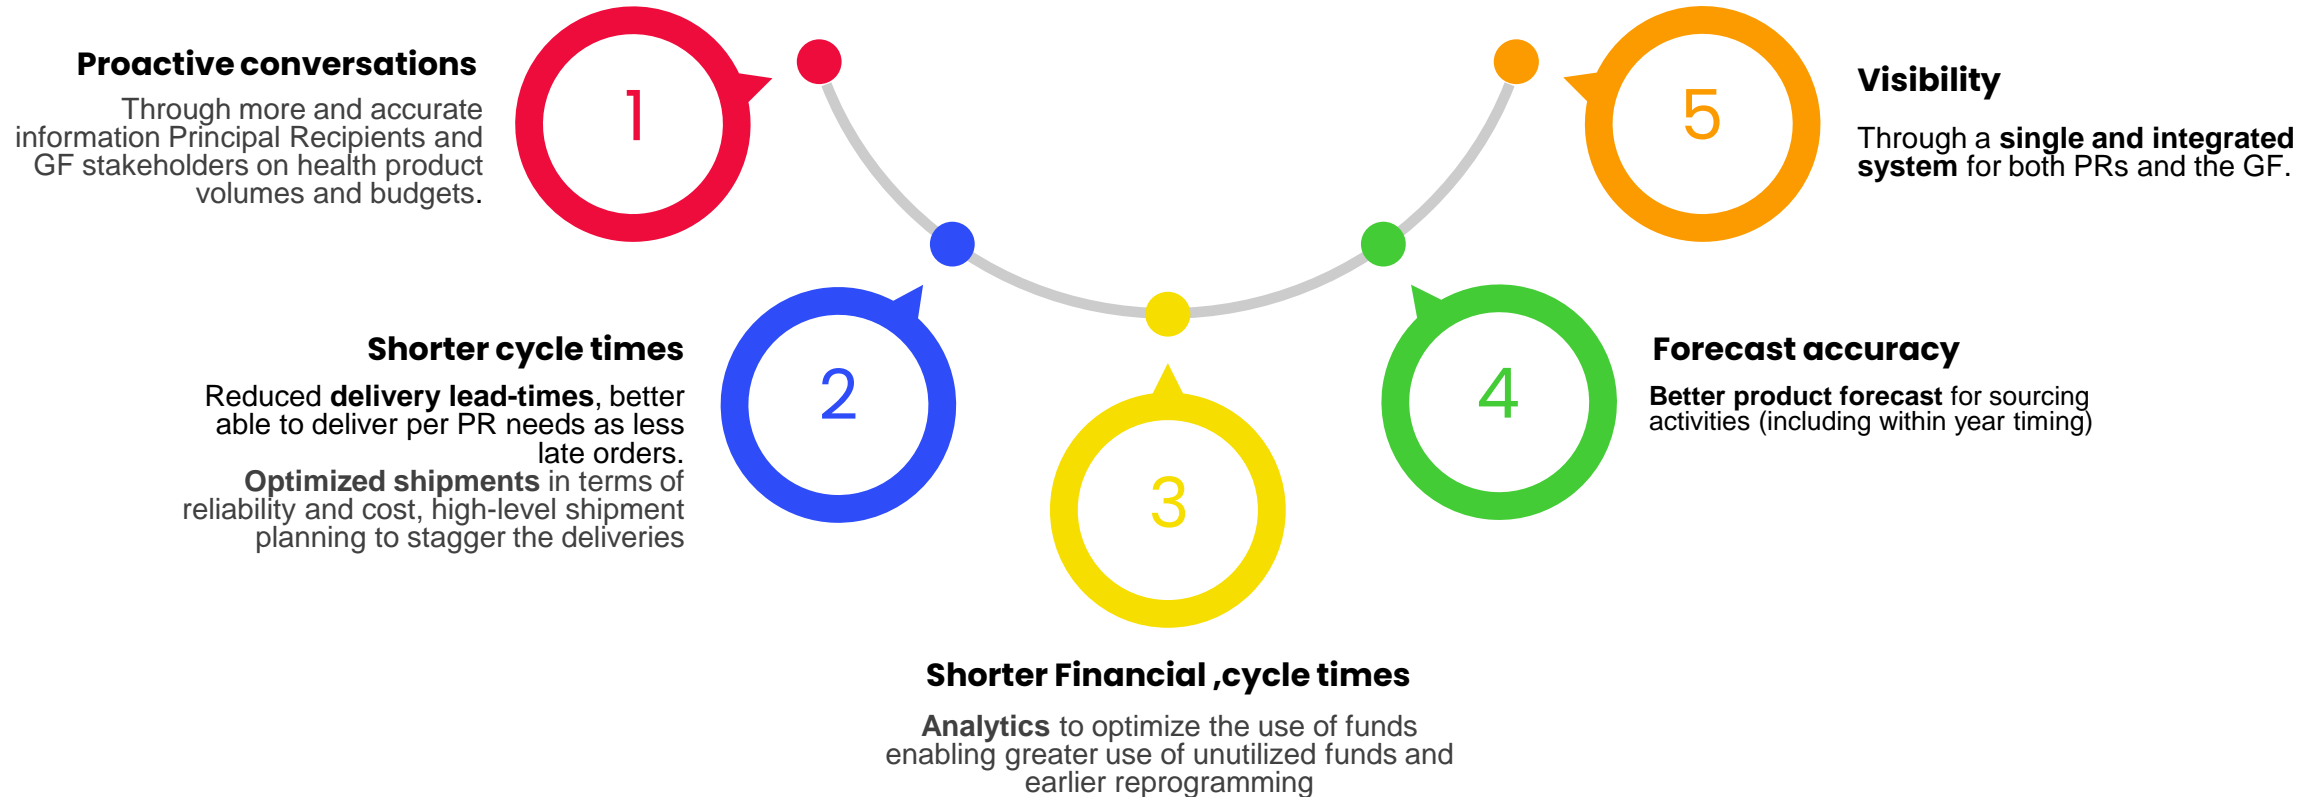 Proactive conversations
Through more and accurate
information Principal Recipients and
GF stakeholders on health product
volumes and budgets.
1
Shorter cycle times
Reduced delivery lead-times, better
able to deliver per PR needs as less
late orders.
Optimized shipments in terms of
reliability and cost, high-level shipment
planning to stagger the deliveries
2
3
Shorter Financial ,cycle times
Analytics to optimize the use of funds
enabling greater use of unutilized funds and
earlier reprogramming
4
Forecast accuracy
Better product forecast for sourcing
activities (including within year timing)
5
Visibility
Through a single and integrated
system for both PRs and the GF.